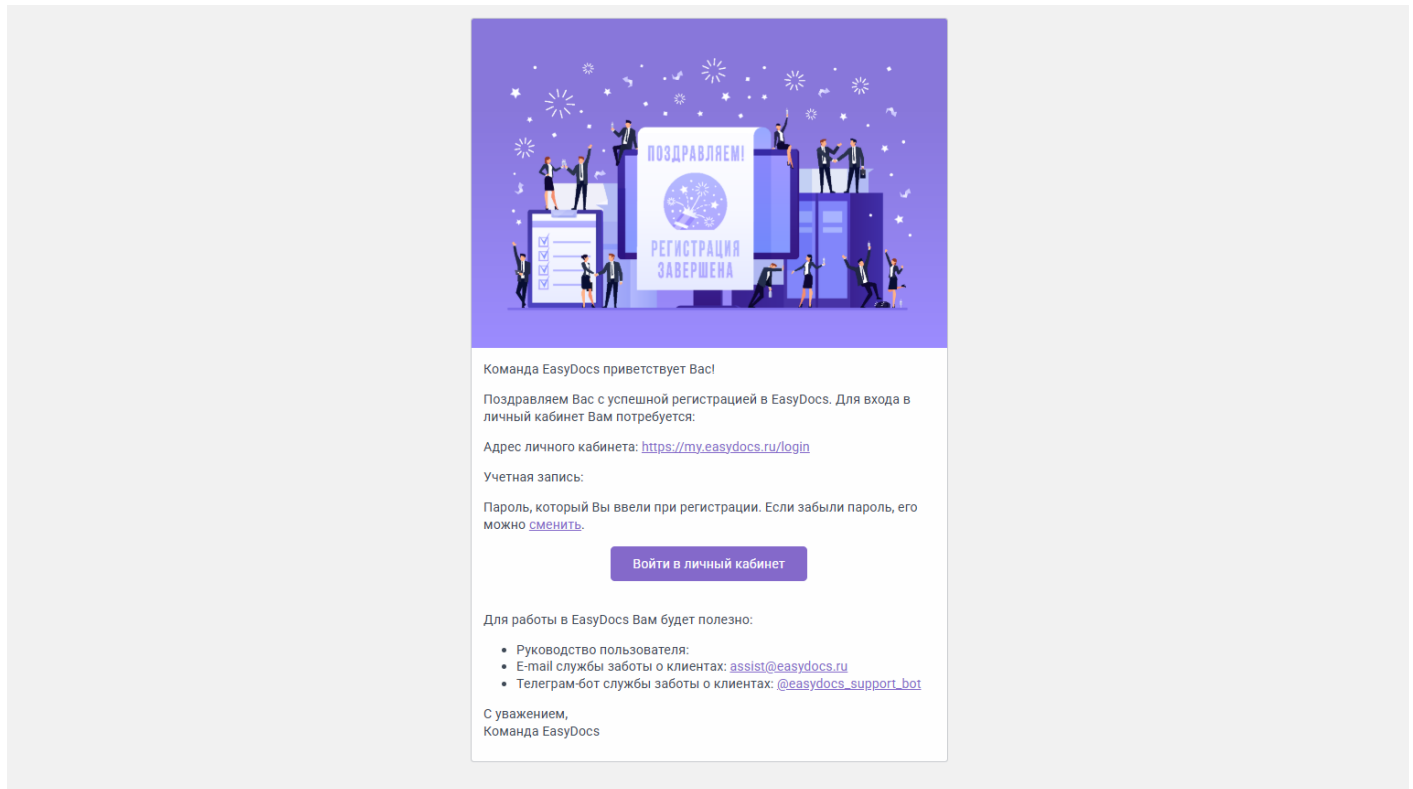 ПОЗДРАВЛЯЕМ!
РЕГИСТРАЦИЯ
ЗАВЕРШЕНА
Команда EasyDocs приветствует Вас!
Поздравляем Вас с успешной регистрацией в EasyDocs. Для входа в
личный кабинет Вам потребуется:
Адрес личного кабинета: https://my.easydocs.ru/login
Учетная запись:
Пароль, который Вы ввели при регистрации. Если забыли пароль, его
можно сменить.
Войти в личный кабинет
Для работы в EasyDocs Вам будет полезно:
• Руководство пользователя:
• E-mail службы заботы о клиентах: assist@easydocs.ru
• Телеграм-бот службы заботы о клиентах: @easydocs_support_bot
С уважением,
Команда EasyDocs